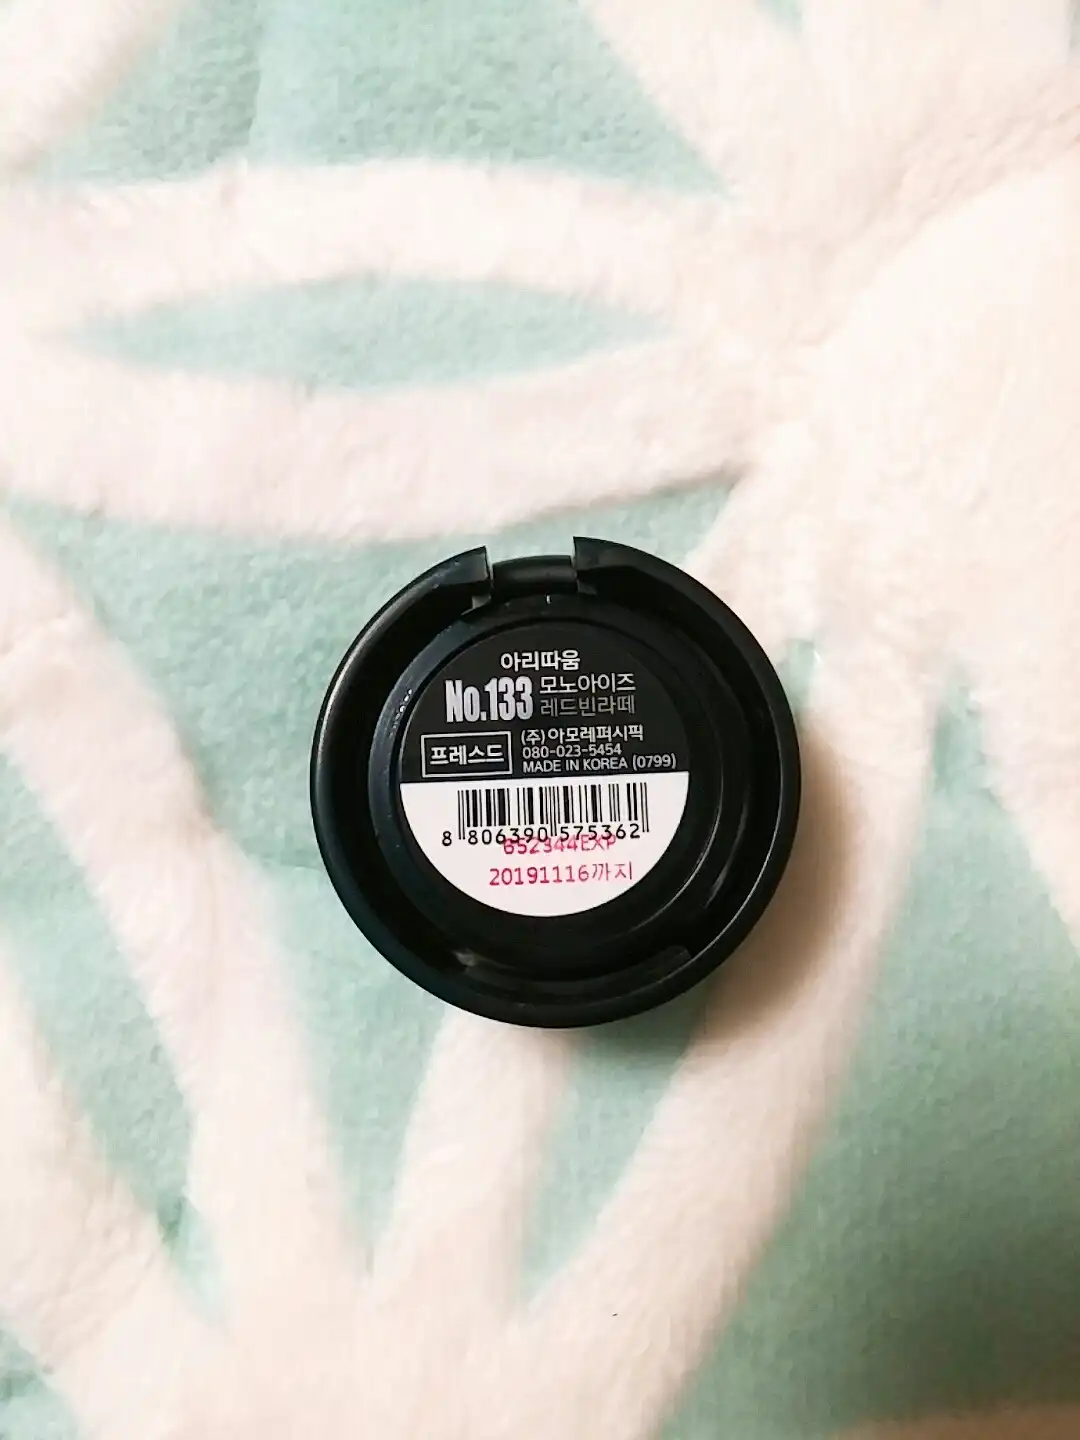 아리따움
No.133 모노아이즈
레드빈라떼
프레스드
(주)아모레퍼시픽
080-023-5454
MADE IN KOREA (0799)
8 806390 575362
652344EXP
20191116까지